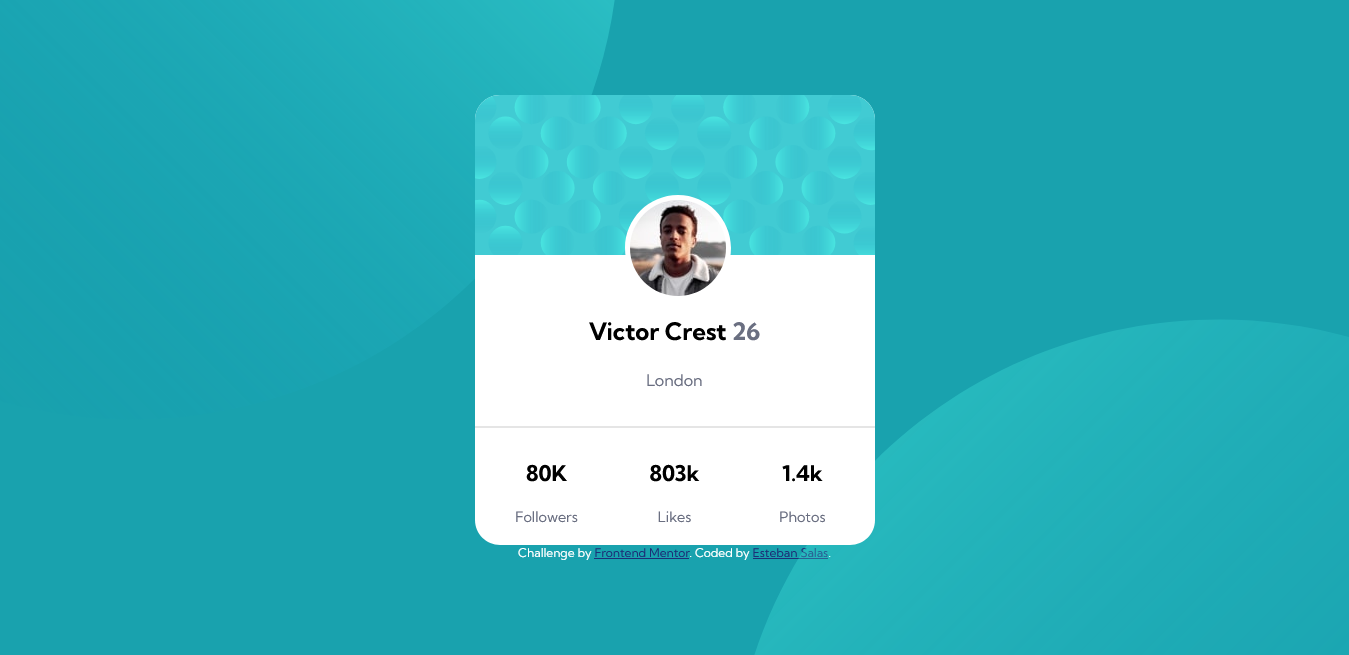 Victor Crest 26
London
80K 803k 1.4k
Followers Likes Photos
Challenge by Frontend Mentor. Coded by Esteban Salas.